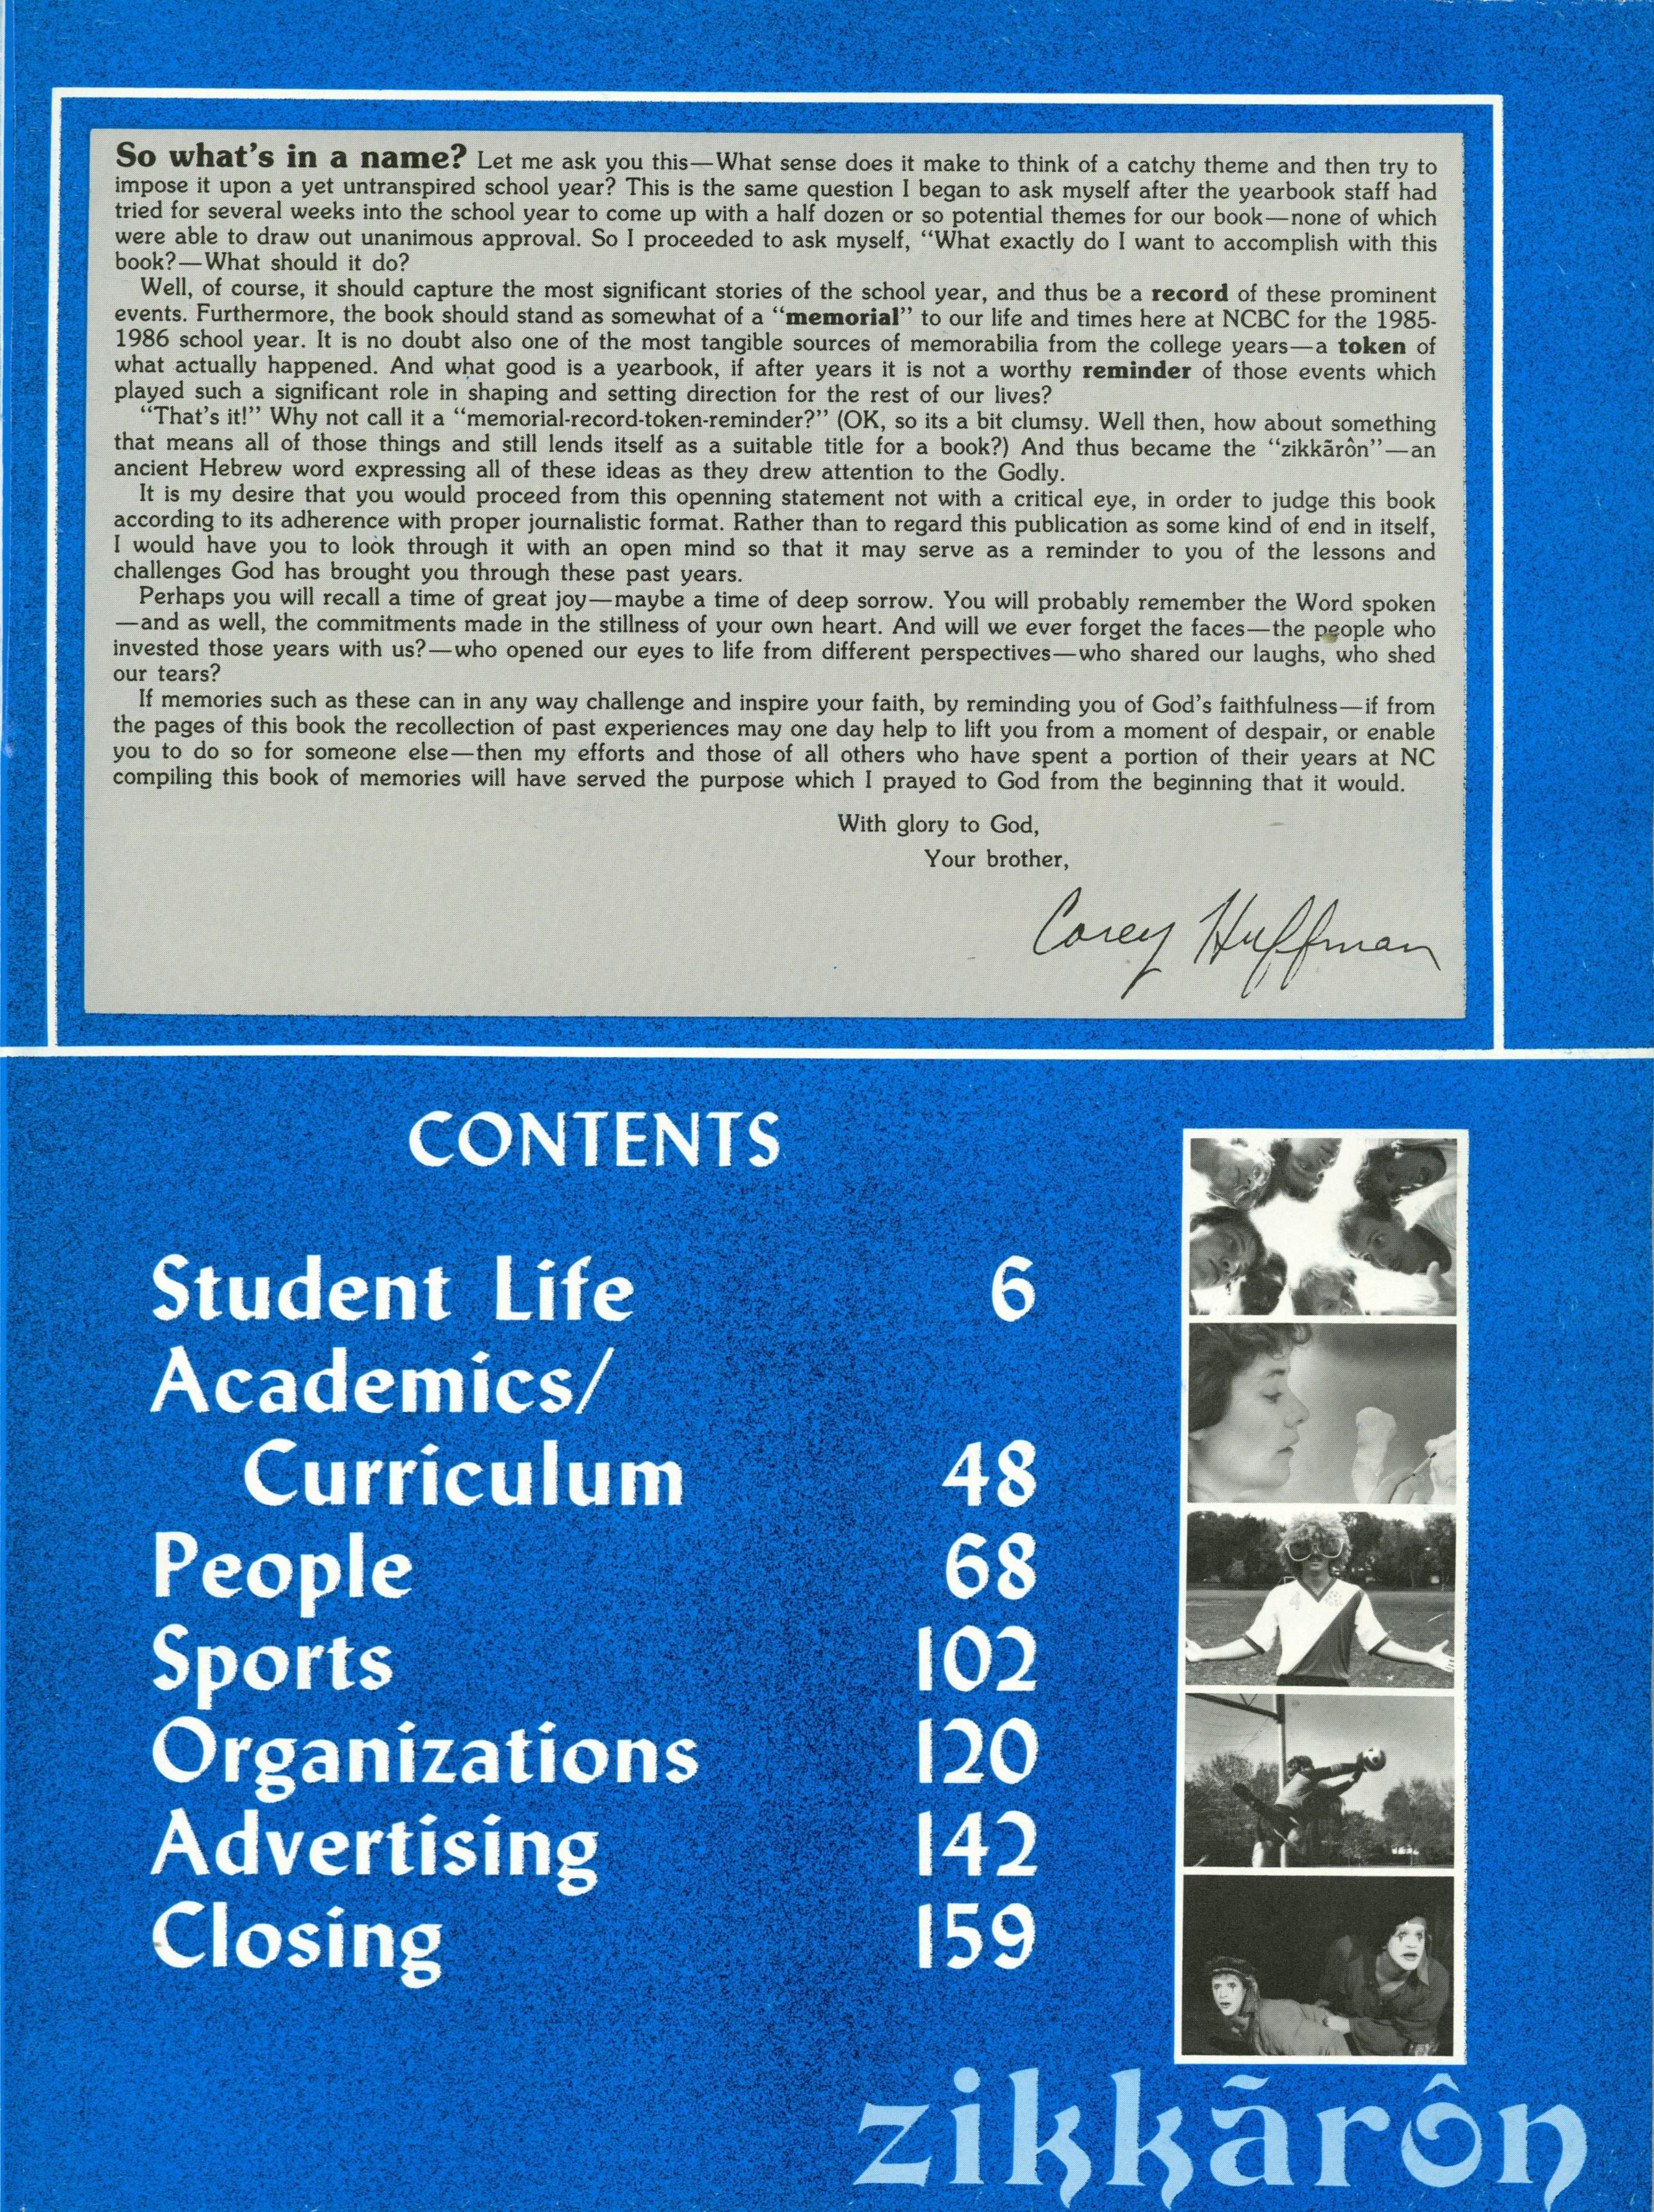 So what's in a name? Let me ask you this—What sense does it make to think of a catchy theme and then try to
impose it upon a yet untranspired school year? This is the same question I began to ask myself after the yearbook staff had
tried for several weeks into the school year to come up with a half dozen or so potential themes for our book—none of which
were able to draw out unanimous approval. So I proceeded to ask myself, “What exactly do I want to accomplish with this
book?—What should it do?
Well, of course, it should capture the most significant stories of the school year, and thus be a record of these prominent
events. Furthermore, the book should stand as somewhat of a “memorial” to our life and times here at NCBC for the 1985-
1986 school year. It is no doubt also one of the most tangible sources of memorabilia from the college years—a token of
what actually happened. And what good is a yearbook, if after years it is not a worthy reminder of those events which
played such a significant role in shaping and setting direction for the rest of our lives?
“That's it!” Why not call it a “memorial-record-token-reminder?” (OK, so its a bit clumsy. Well then, how about something
that means all of those things and still lends itself as a suitable title for a book?) And thus became the “zikkãrôn”—an
ancient Hebrew word expressing all of these ideas as they drew attention to the Godly.
It is my desire that you would proceed from this openning statement not with a critical eye, in order to judge this book
according to its adherence with proper journalistic format. Rather than to regard this publication as some kind of end in itself,
I would have you to look through it with an open mind so that it may serve as a reminder to you of the lessons and
challenges God has brought you through these past years.
Perhaps you will recall a time of great joy—maybe a time of deep sorrow. You will probably remember the Word spoken
—and as well, the commitments made in the stillness of your own heart. And will we ever forget the faces—the people who
invested those years with us?—who opened our eyes to life from different perspectives—who shared our laughs, who shed
our tears?
If memories such as these can in any way challenge and inspire your faith, by reminding you of God's faithfulness—if from
the pages of this book the recollection of past experiences may one day help to lift you from a moment of despair, or enable
you to do so for someone else—then my efforts and those of all others who have spent a portion of their years at NC
compiling this book of memories will have served the purpose which I prayed to God from the beginning that it would.
With glory to God,
Your brother,
Corey Huffman
CONTENTS
Student Life 6
Academics/
Curriculum 48
People 68
Sports 102
Organizations 120
Advertising 142
Closing 159
zikkãrôn